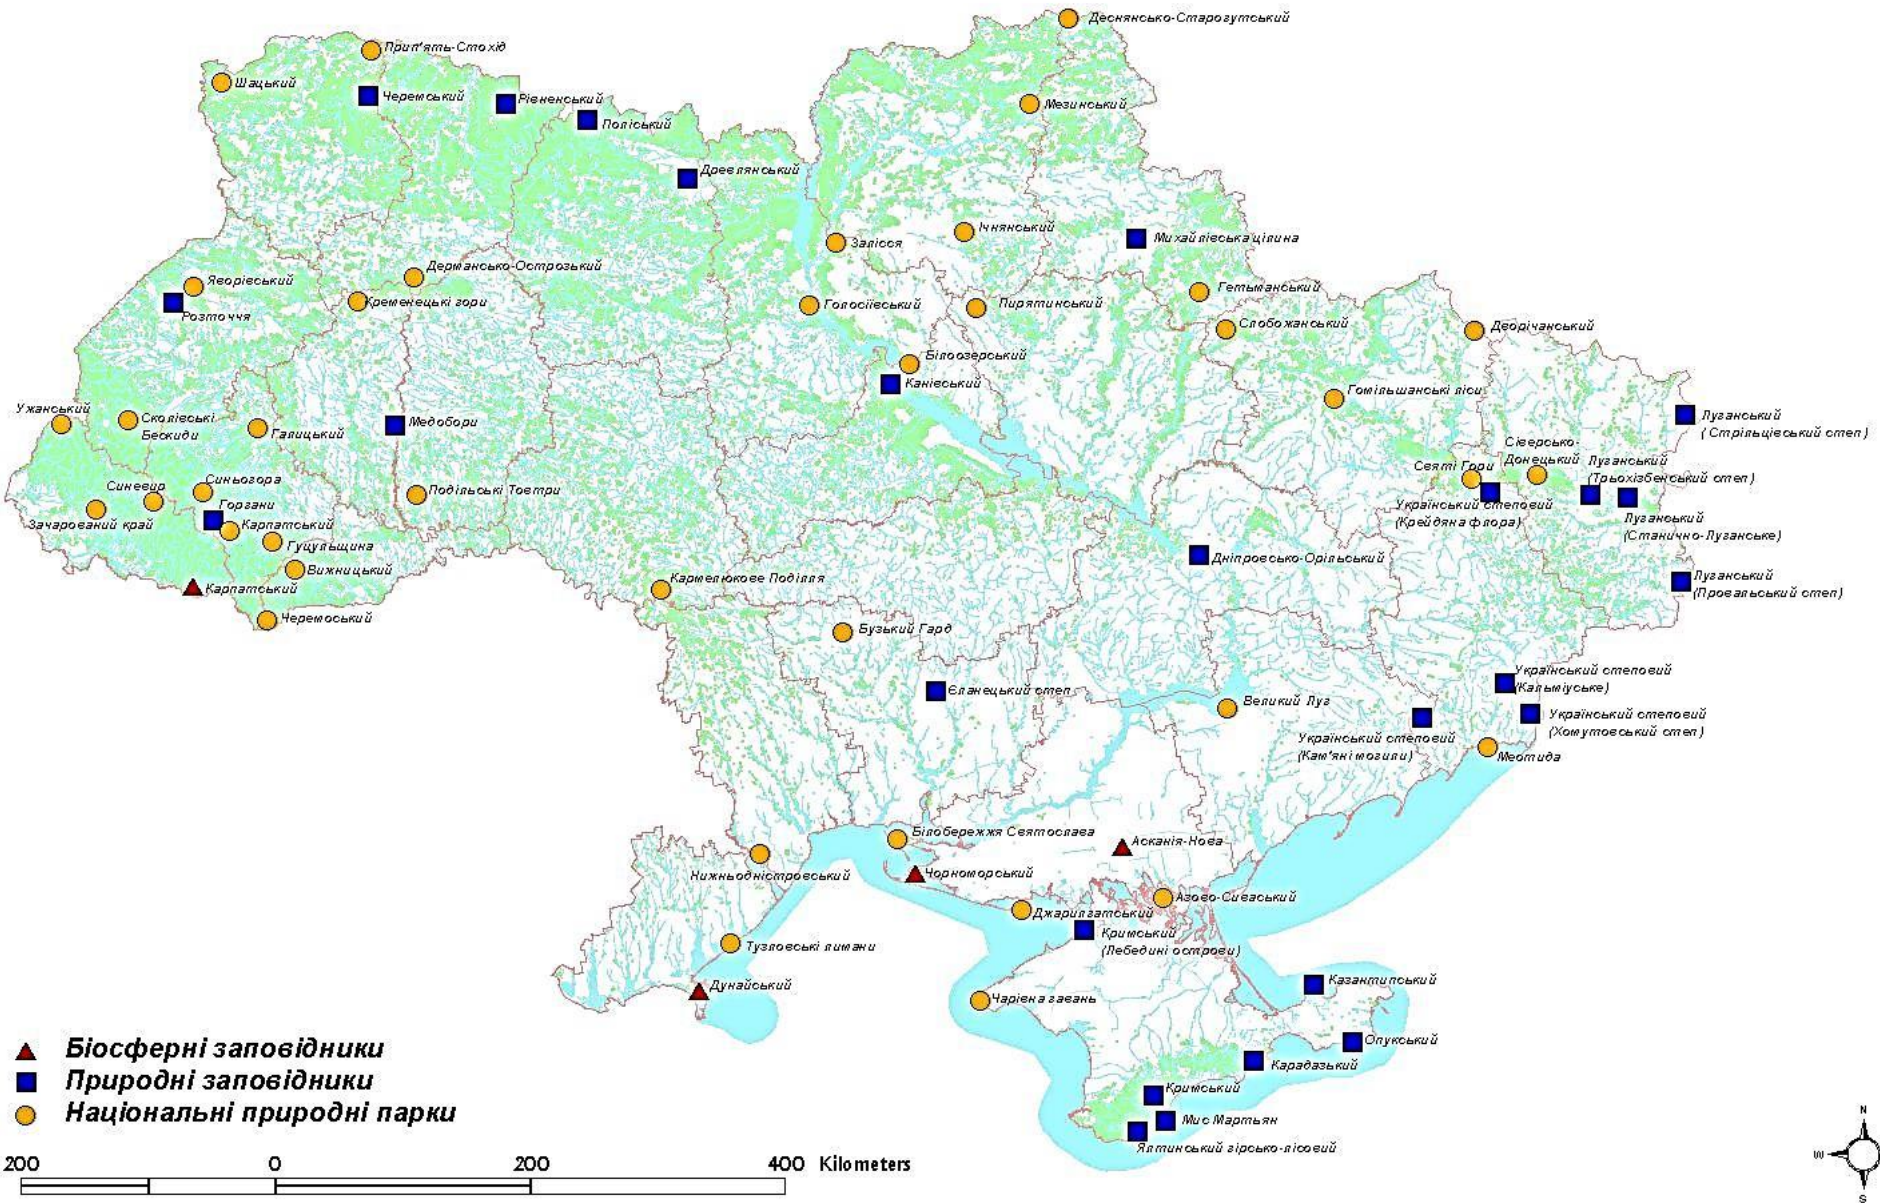 Деснянсько-Старогутський
Прип'ять-Стохід
Шацький
Черемський
Рівненський
Поліський
Мезинський
Древлянський
Ічнянський
Залісся
Михайлівська цілина
Дермансько-Острозький
Яворівський
Кременецькі гори
Розточчя
Голосіївський
Пирятинський
Гетьманський
Слобожанський
Дворічанський
Білоозерський
Канівський
Гомільшанські ліси
Ужанський
Сколівські
Бескиди
Галицький
Медобори
Луганський
(Стрільцівський степ)
Сіверсько-
Донецький
Святі Гори
Луганський
(Трьохізбенський степ)
Синевир
Синьогора
Подільські Товтри
Український степовий
(Крейдяна флора)
Горгани
Зачарований край
Карпатський
Луганський
(Станично-Луганське)
Гуцульщина
Дніпровсько-Орільський
Вижницький
Карпатський
Кармелюкове Поділля
Луганський
(Провальський степ)
Черемоський
Бузький Гард
Український степовий
(Кальміуське)
Єланецький степ
Великий Луг
Український степовий
(Хомутовський степ)
Український степовий
(Кам'яні могили)
Меотида
Білобережжя Святослава
Асканія-Нова
Нижньодністровський
Чорноморський
Азово-Сиваський
Джарилгатський
Кримський
(Лебедині острови)
Тузловські лимани
Дунайський
Чарівна гавань
Казантипський
Опукський
Карадазький
Кримський
Мис Мартьян
Ялтинський гірсько-лісовий
Біосферні заповідники
Природні заповідники
Національні природні парки
200 0 200 400 Kilometers
N
W
S